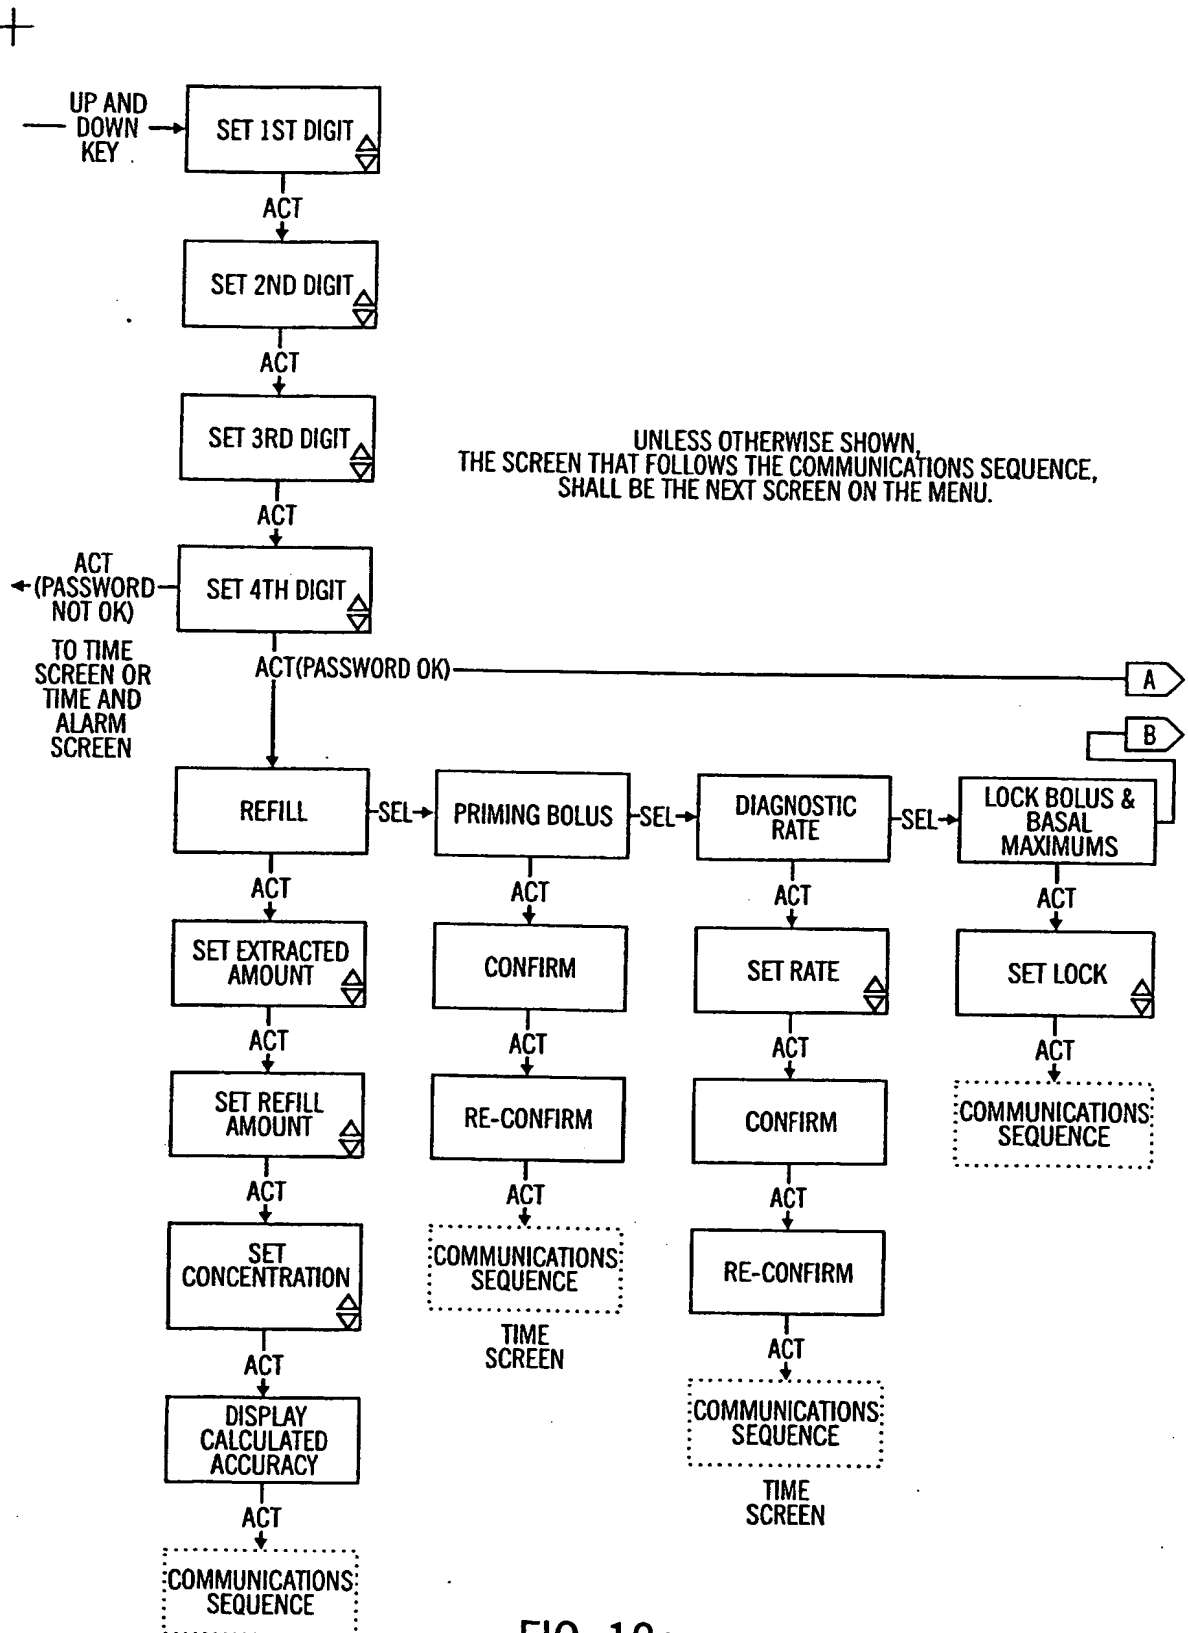 UP AND
DOWN
KEY
SET 1ST DIGIT
ACT
SET 2ND DIGIT
ACT
SET 3RD DIGIT
UNLESS OTHERWISE SHOWN,
THE SCREEN THAT FOLLOWS THE COMMUNICATIONS SEQUENCE,
SHALL BE THE NEXT SCREEN ON THE MENU.
ACT
ACT
(PASSWORD
NOT OK)
SET 4TH DIGIT
TO TIME
SCREEN OR
TIME AND
ALARM
SCREEN
ACT(PASSWORD OK)
A
B
REFILL
SEL
PRIMING BOLUS
SEL
DIAGNOSTIC
RATE
SEL
LOCK BOLUS &
BASAL
MAXIMUMS
ACT
ACT
ACT
ACT
SET EXTRACTED
AMOUNT
CONFIRM
SET RATE
SET LOCK
ACT
ACT
ACT
ACT
SET REFILL
AMOUNT
RE-CONFIRM
CONFIRM
COMMUNICATIONS
SEQUENCE
ACT
ACT
ACT
SET
CONCENTRATION
COMMUNICATIONS
SEQUENCE
TIME
SCREEN
RE-CONFIRM
ACT
ACT
DISPLAY
CALCULATED
ACCURACY
COMMUNICATIONS
SEQUENCE
TIME
SCREEN
ACT
COMMUNICATIONS
SEQUENCE